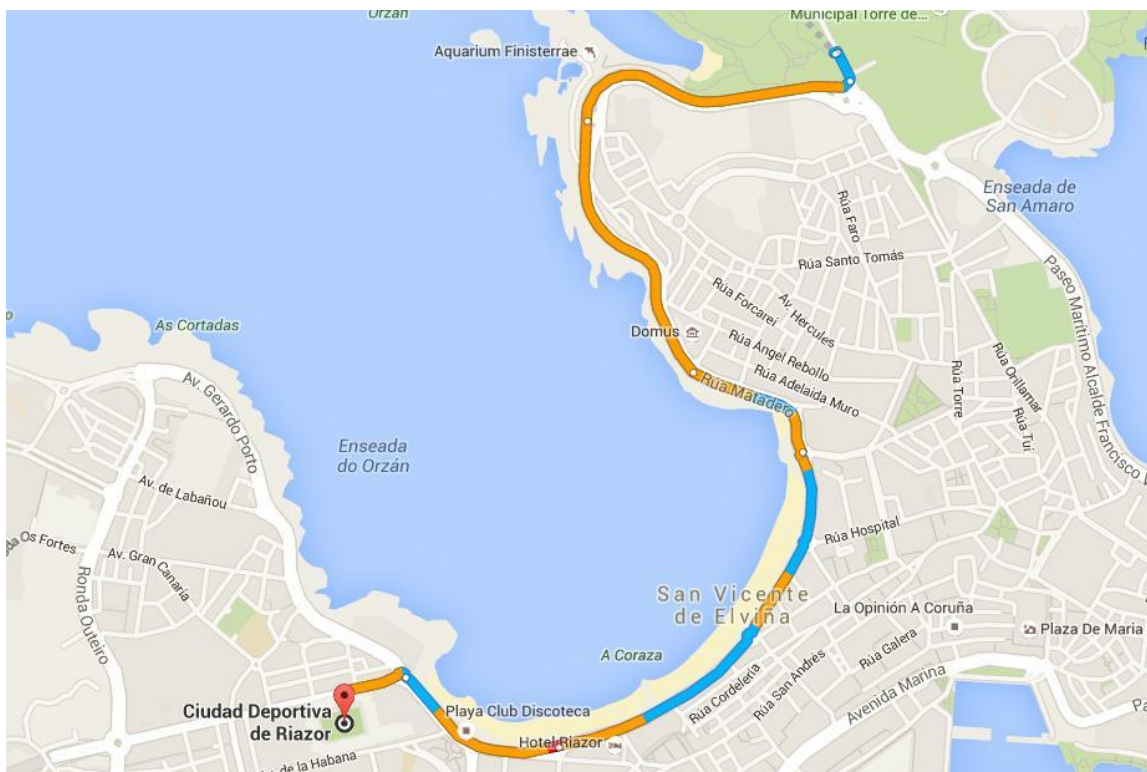 Orzán
Municipal Torre de...
Aquarium Finisterrae
Enseada de
San Amaro
Rúa Faro
Rúa Santo Tomás
Paseo Marítimo Alcalde Francisco
As Cortadas
Rúa Forcarei
Av. Hercules
Domus
Rúa Angel Rebollo
Rúa Adelaida Muro
Rúa Matadero
Rúa Torre
Rúa Orillamar
Rúa Tui
Av. Gerardo Porto
Enseada
do Orzán
Av. de Labañou
Os Fortes
Av. Gran Canaria
Ronda Outeiro
Rúa Hospital
San Vicente
de Elviña
La Opinión A Coruña
Plaza De Maria
Rúa Galera
A Coraza
Rúa Cordelería
Rúa San Andrés
Avenida Marina
Ciudad Deportiva
de Riazor
Playa Club Discoteca
Hotel Riazor
de la Habana